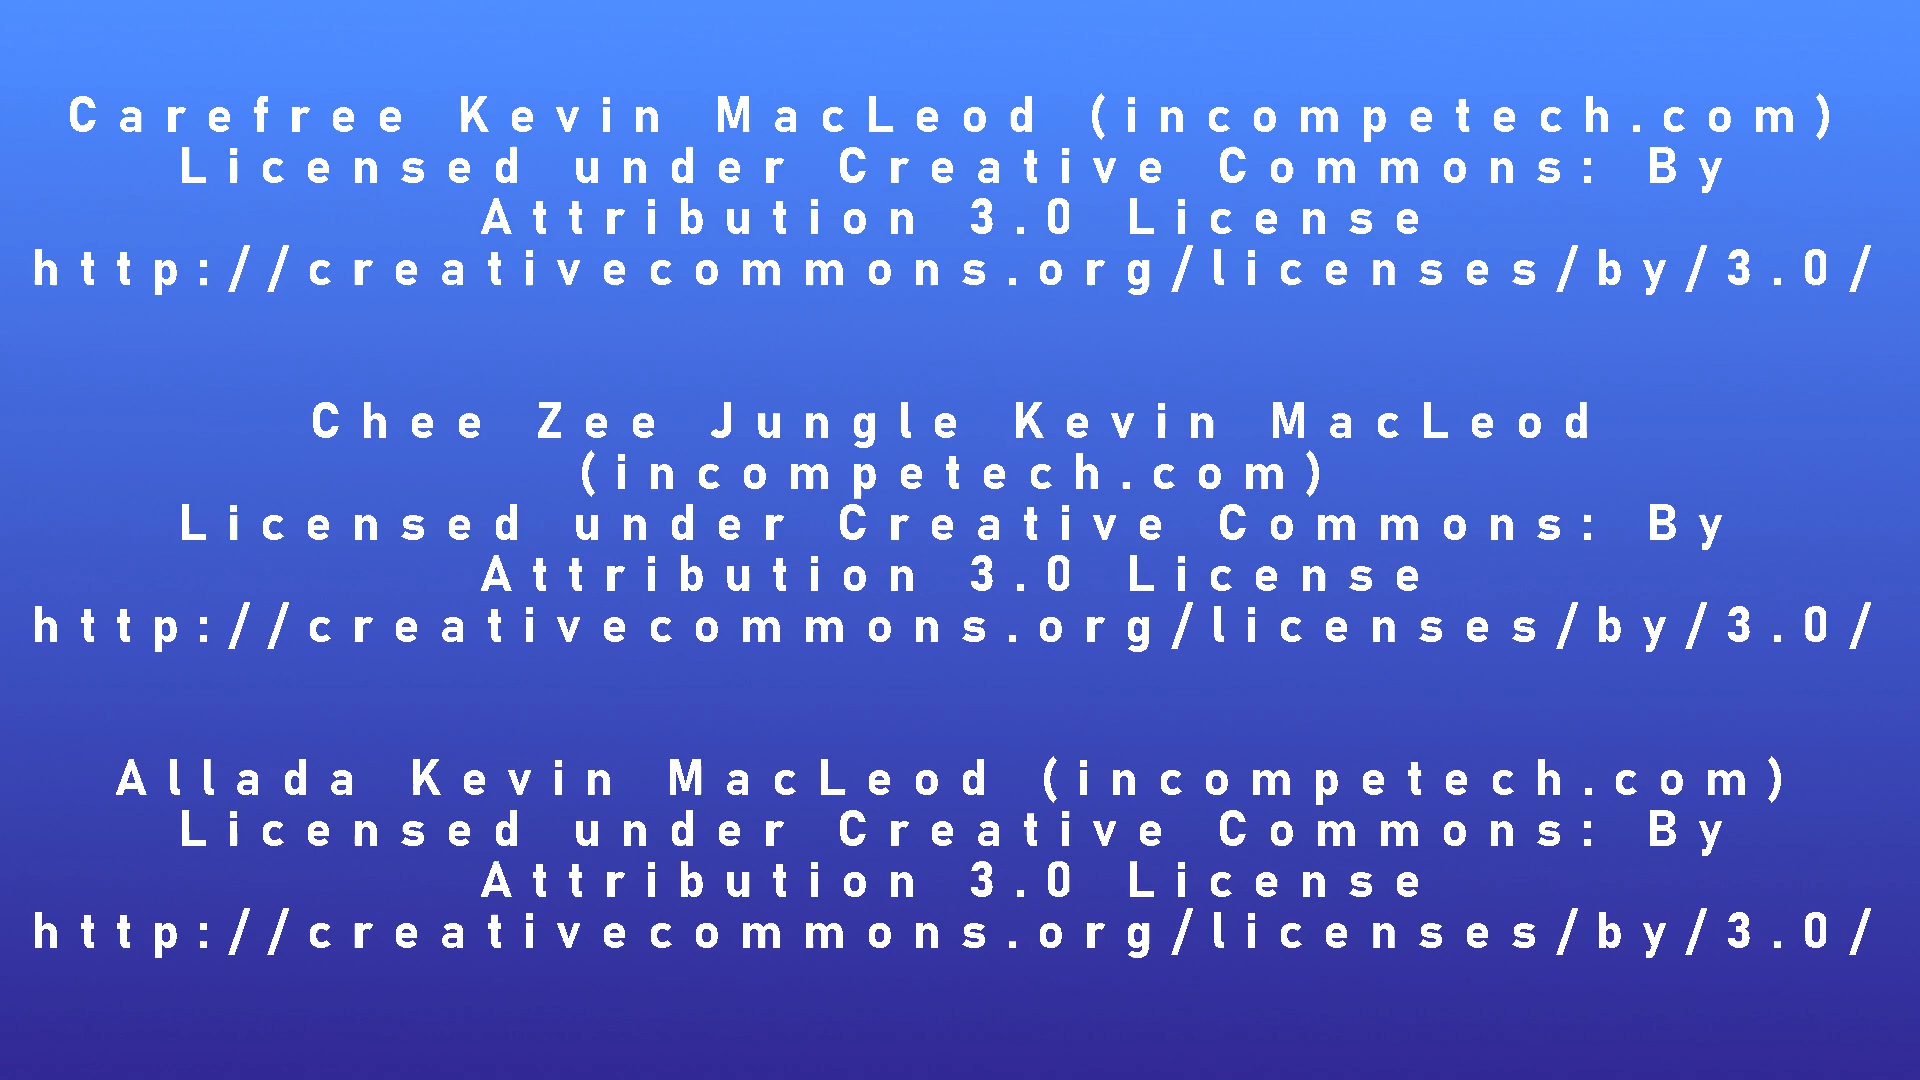 Carefree Kevin MacLeod (incompetech.com)
Licensed under Creative Commons: By
Attribution 3.0 License
http://creativecommons.org/licenses/by/3.0/
Chee Zee Jungle Kevin MacLeod
(incompetech.com)
Licensed under Creative Commons: By
Attribution 3.0 License
http://creativecommons.org/licenses/by/3.0/
Allada Kevin MacLeod (incompetech.com)
Licensed under Creative Commons: By
Attribution 3.0 License
http://creativecommons.org/licenses/by/3.0/